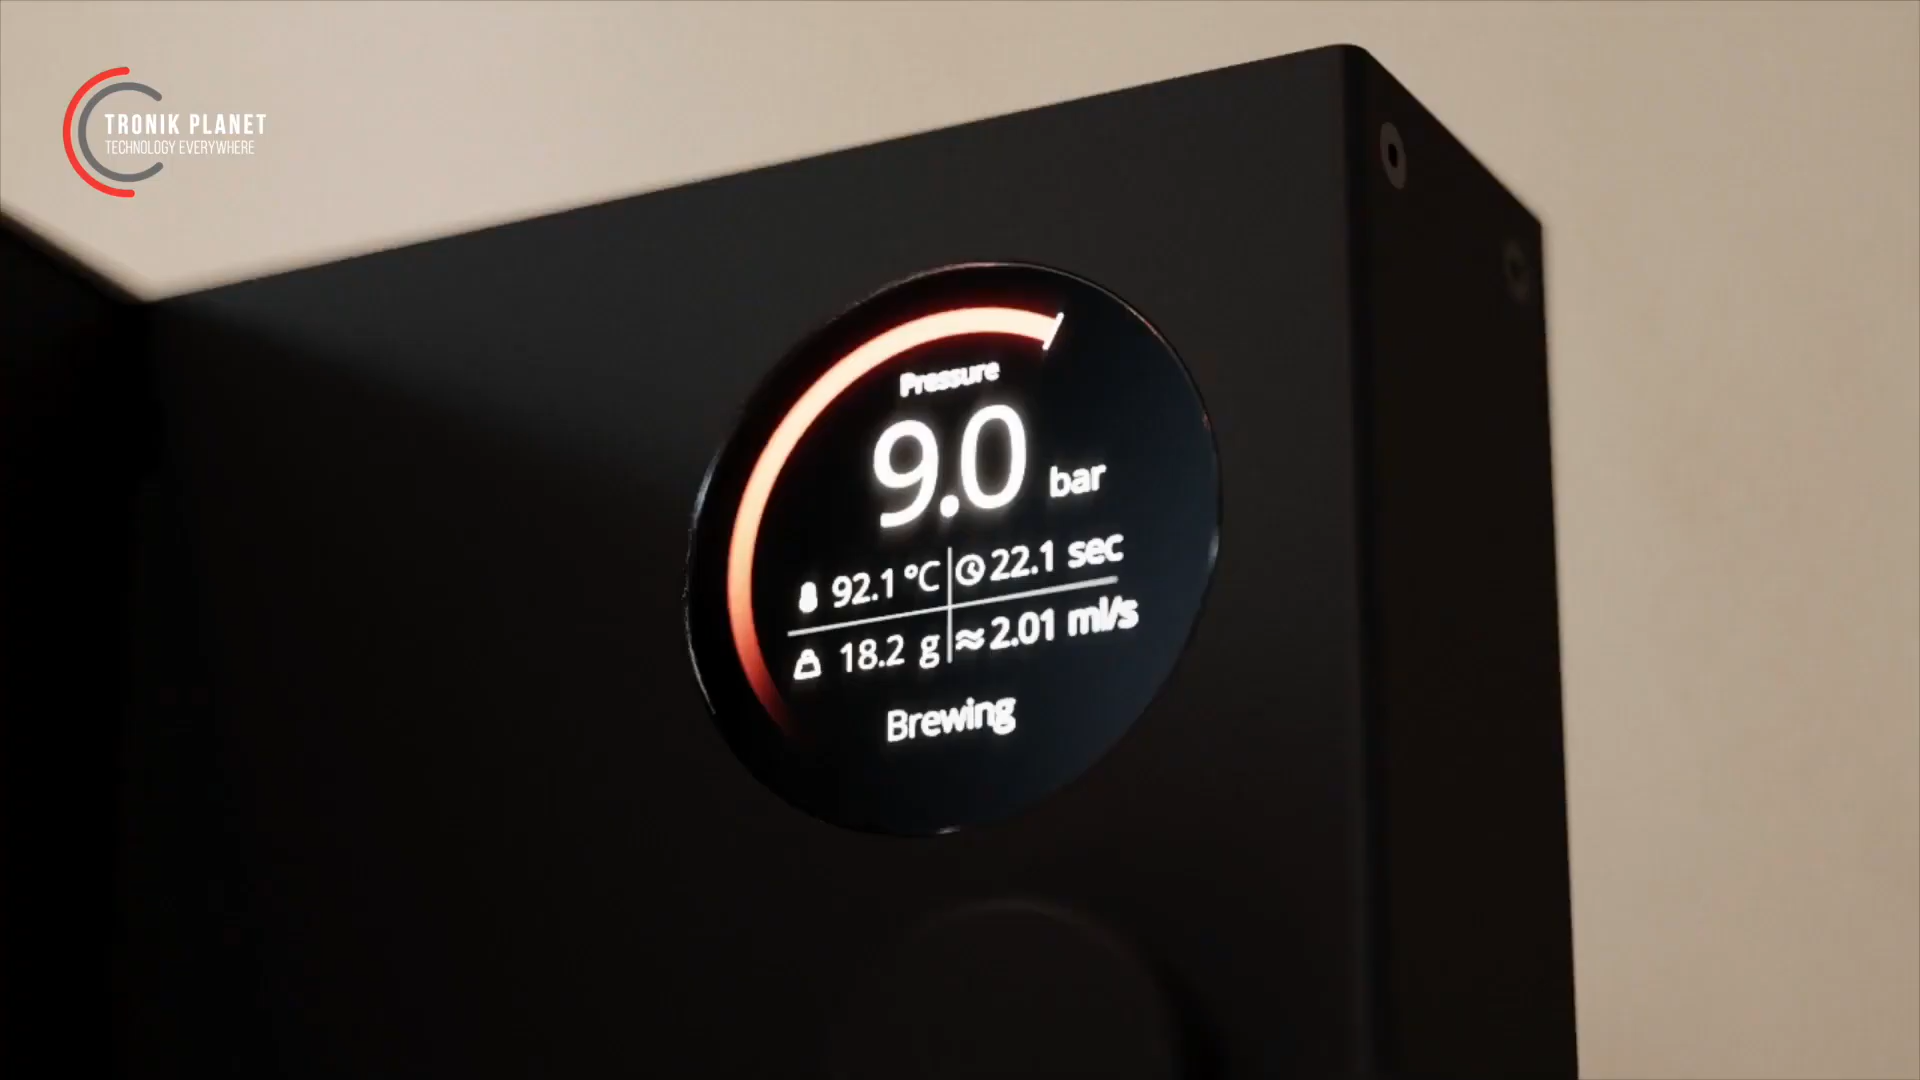 TRONIK PLANET
TECHNOLOGY EVERYWHERE
Pressure
9.0 bar
92.1 °C 22.1 sec
18.2 g ≈ 2.01 ml/s
Brewing